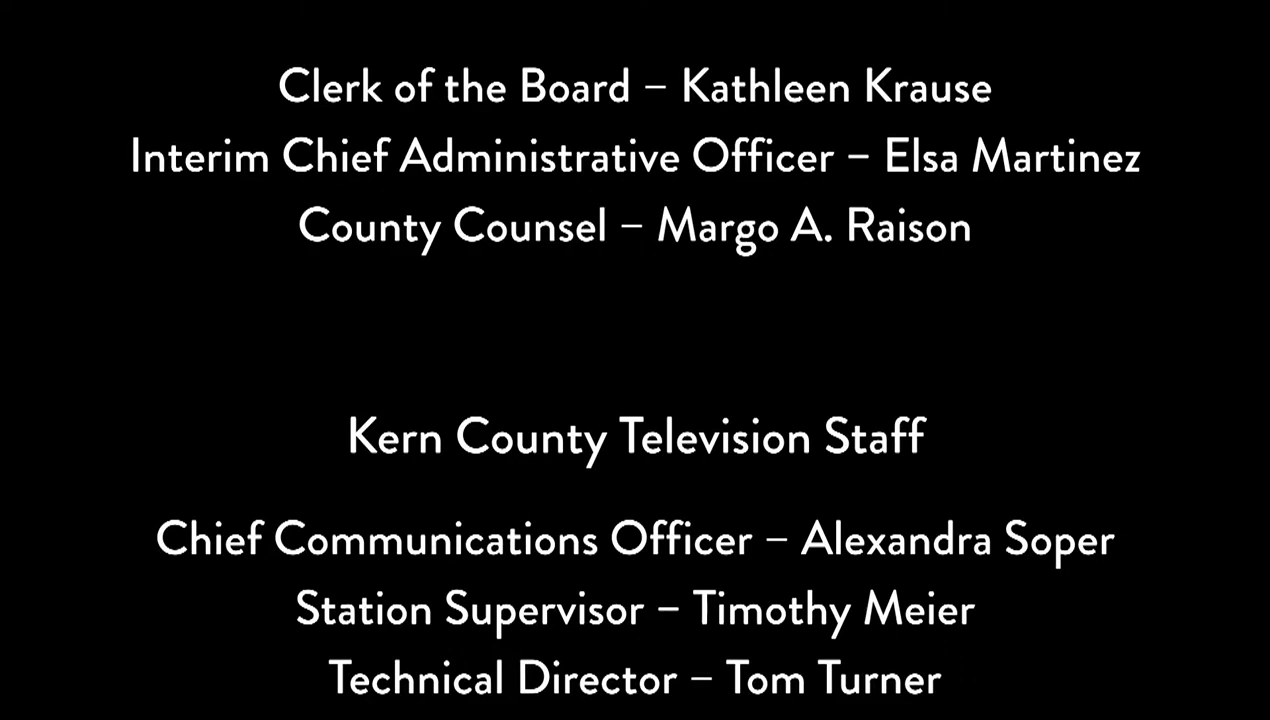 Clerk of the Board – Kathleen Krause
Interim Chief Administrative Officer – Elsa Martinez
County Counsel – Margo A. Raison
Kern County Television Staff
Chief Communications Officer – Alexandra Soper
Station Supervisor – Timothy Meier
Technical Director – Tom Turner